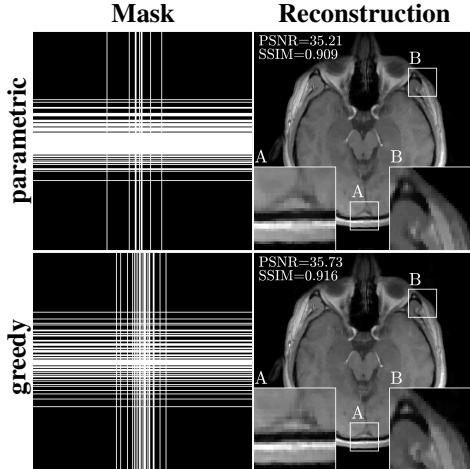 Mask Reconstruction
parametric
PSNR=35.21
SSIM=0.909
B
A
A
B
greedy
PSNR=35.73
SSIM=0.916
B
A
A
B